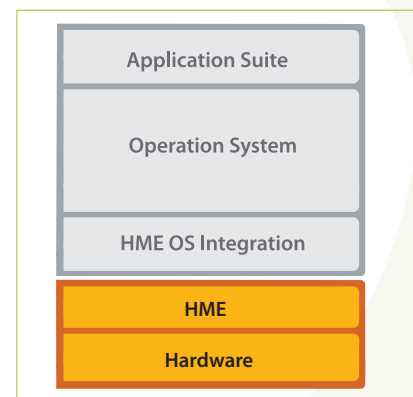 Application Suite
Operation System
HME OS Integration
HME
Hardware